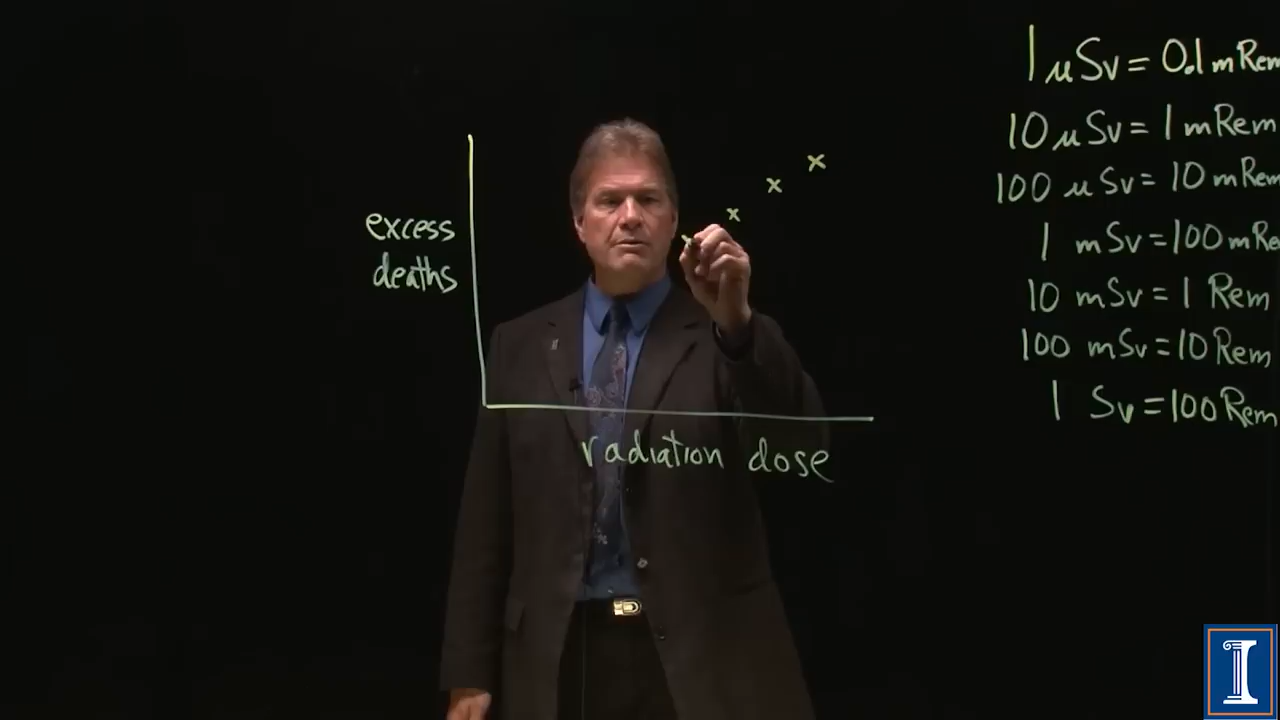 excess
deaths
radiation dose
1 μSv = 0.1 mRem
10 μSv = 1 mRem
100 μSv = 10 mRem
1 mSv = 100 mRe
10 mSv = 1 Rem
100 mSv = 10 Rem
1 Sv = 100 Rem
I